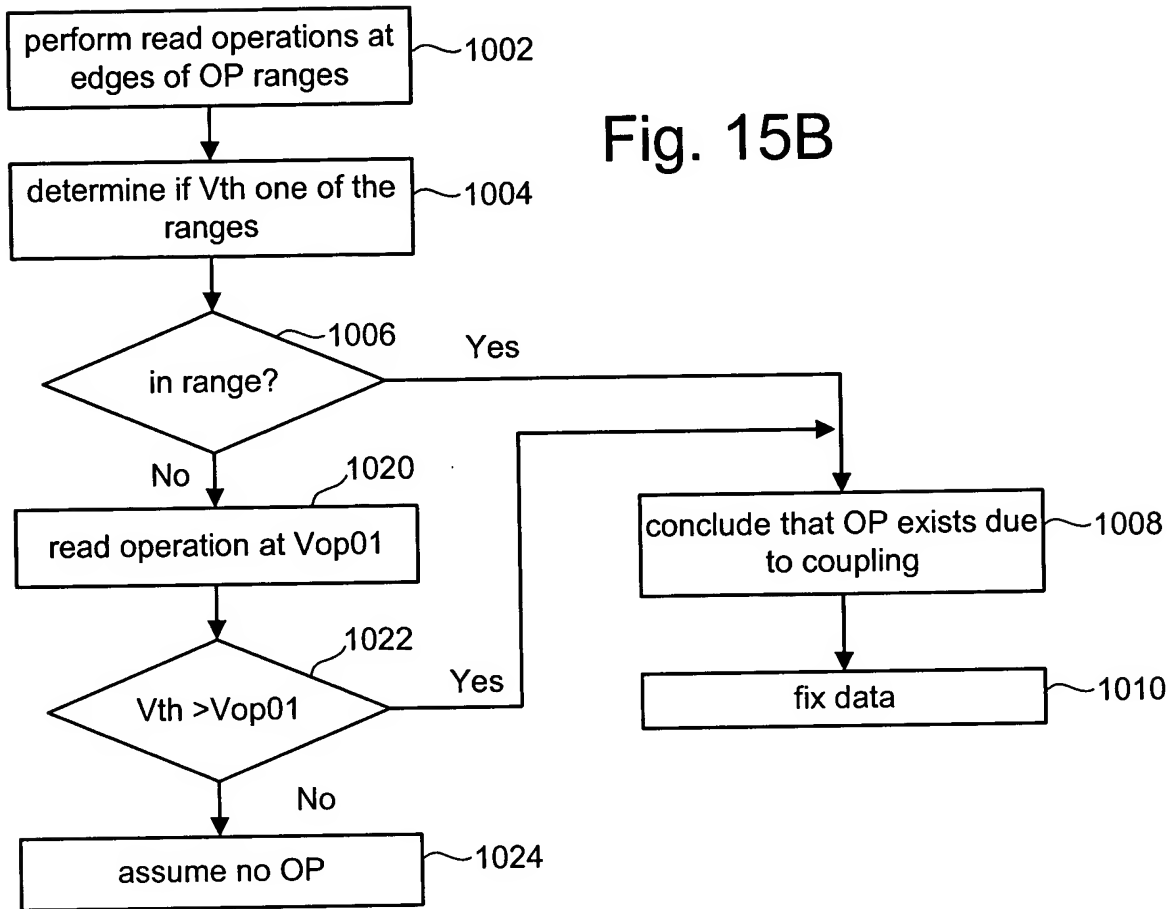 perform read operations at
edges of OP ranges
1002
Fig. 15B
determine if Vth one of the
ranges
1004
1006
in range?
Yes
No
1020
read operation at Vop01
conclude that OP exists due
to coupling
1008
1022
Vth >Vop01
Yes
fix data
1010
No
assume no OP
1024